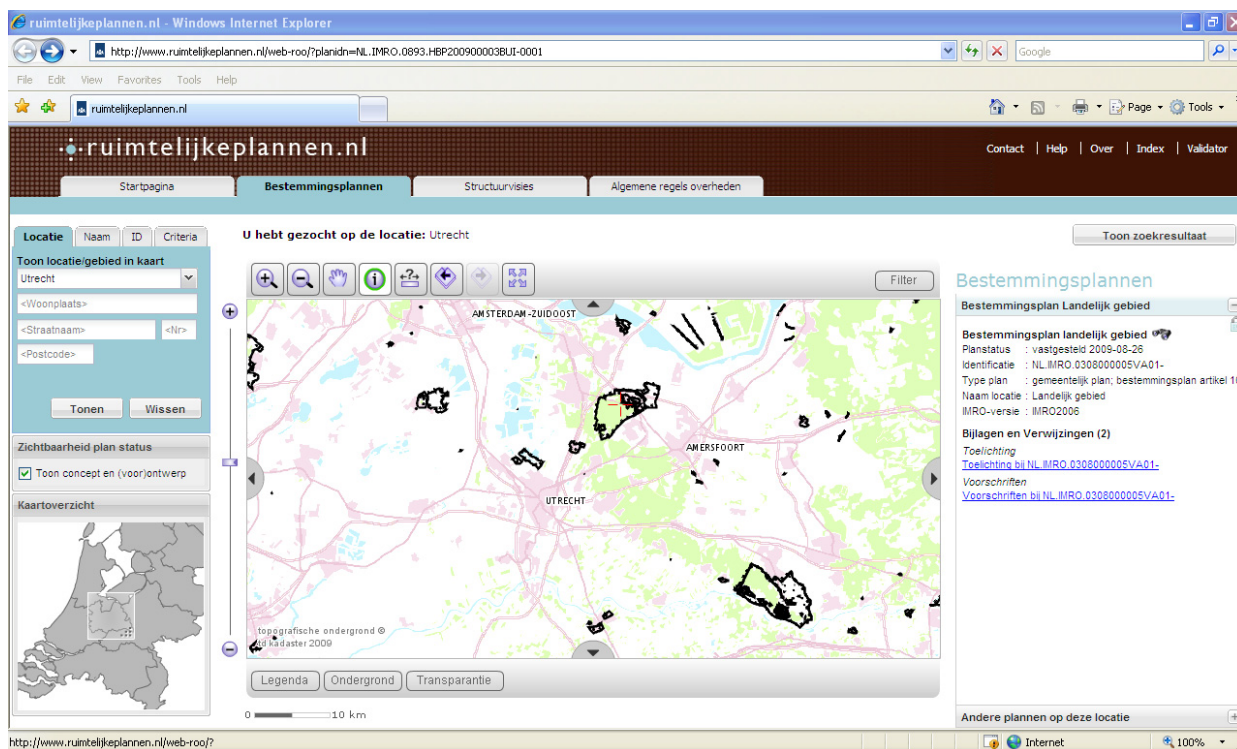 ruimtelijkeplannen.nl - Windows Internet Explorer
http://www.ruimtelijkeplannen.nl/web-roo/?planidn=NL.IMRO.0893.HBP200900003BUI-0001
Google
File Edit View Favorites Tools Help
ruimtelijkeplannen.nl
Page Tools
ruimtelijkeplannen.nl
Contact | Help | Over | Index | Validator
Startpagina
Bestemmingsplannen
Structuurvisies
Algemene regels overheden
Locatie Naam ID Criteria
U hebt gezocht op de locatie: Utrecht
Toon zoekresultaat
Toon locatie/gebied in kaart
Utrecht
<Woonplaats>
<Straatnaam> <Nr>
<Postcode>
Tonen Wissen
Zichtbaarheid plan status
Toon concept en (voor)ontwerp
Kaartoverzicht
Filter
AMSTERDAM-ZUIDOOST
AMERSFOORT
UTRECHT
topografische ondergrond ©
td kadaster 2009
Legenda Ondergrond Transparantie
0 10 km
Bestemmingsplannen
Bestemmingsplan Landelijk gebied
Bestemmingsplan landelijk gebied
Planstatus : vastgesteld 2009-08-26
Identificatie : NL.IMRO.0308000005VA01-
Type plan : gemeentelijk plan; bestemmingsplan artikel 10
Naam locatie : Landelijk gebied
IMRO-versie : IMRO2006
Bijlagen en Verwijzingen (2)
Toelichting
Toelichting bij NL.IMRO.0308000005VA01-
Voorschriften
Voorschriften bij NL.IMRO.0308000005VA01-
Andere plannen op deze locatie
http://www.ruimtelijkeplannen.nl/web-roo/?
Internet
100%